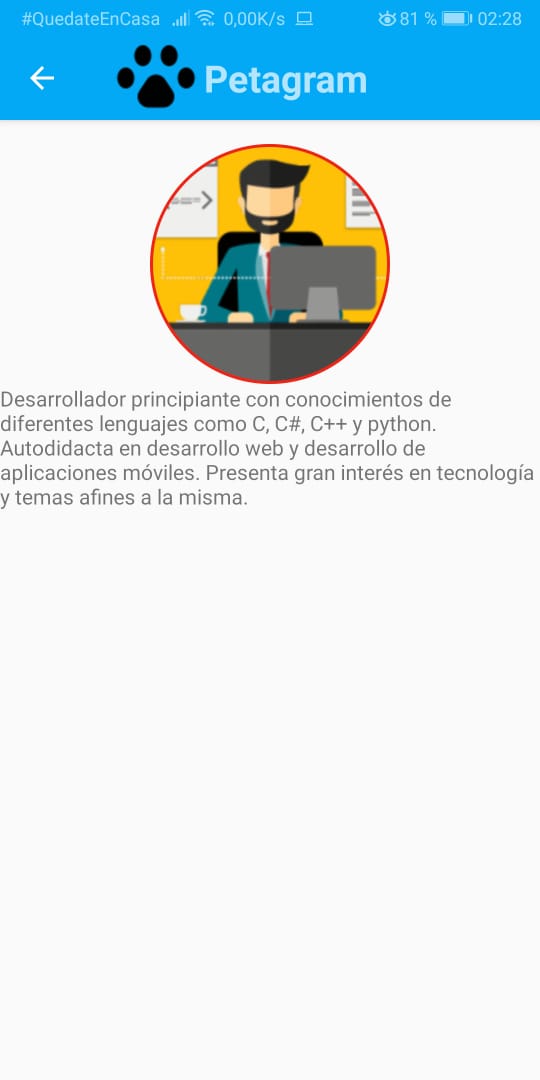 #QuedateEnCasa 0,00K/s 81 % 02:28
Petagram
Desarrollador principiante con conocimientos de
diferentes lenguajes como C, C#, C++ y python.
Autodidacta en desarrollo web y desarrollo de
aplicaciones móviles. Presenta gran interés en tecnología
y temas afines a la misma.